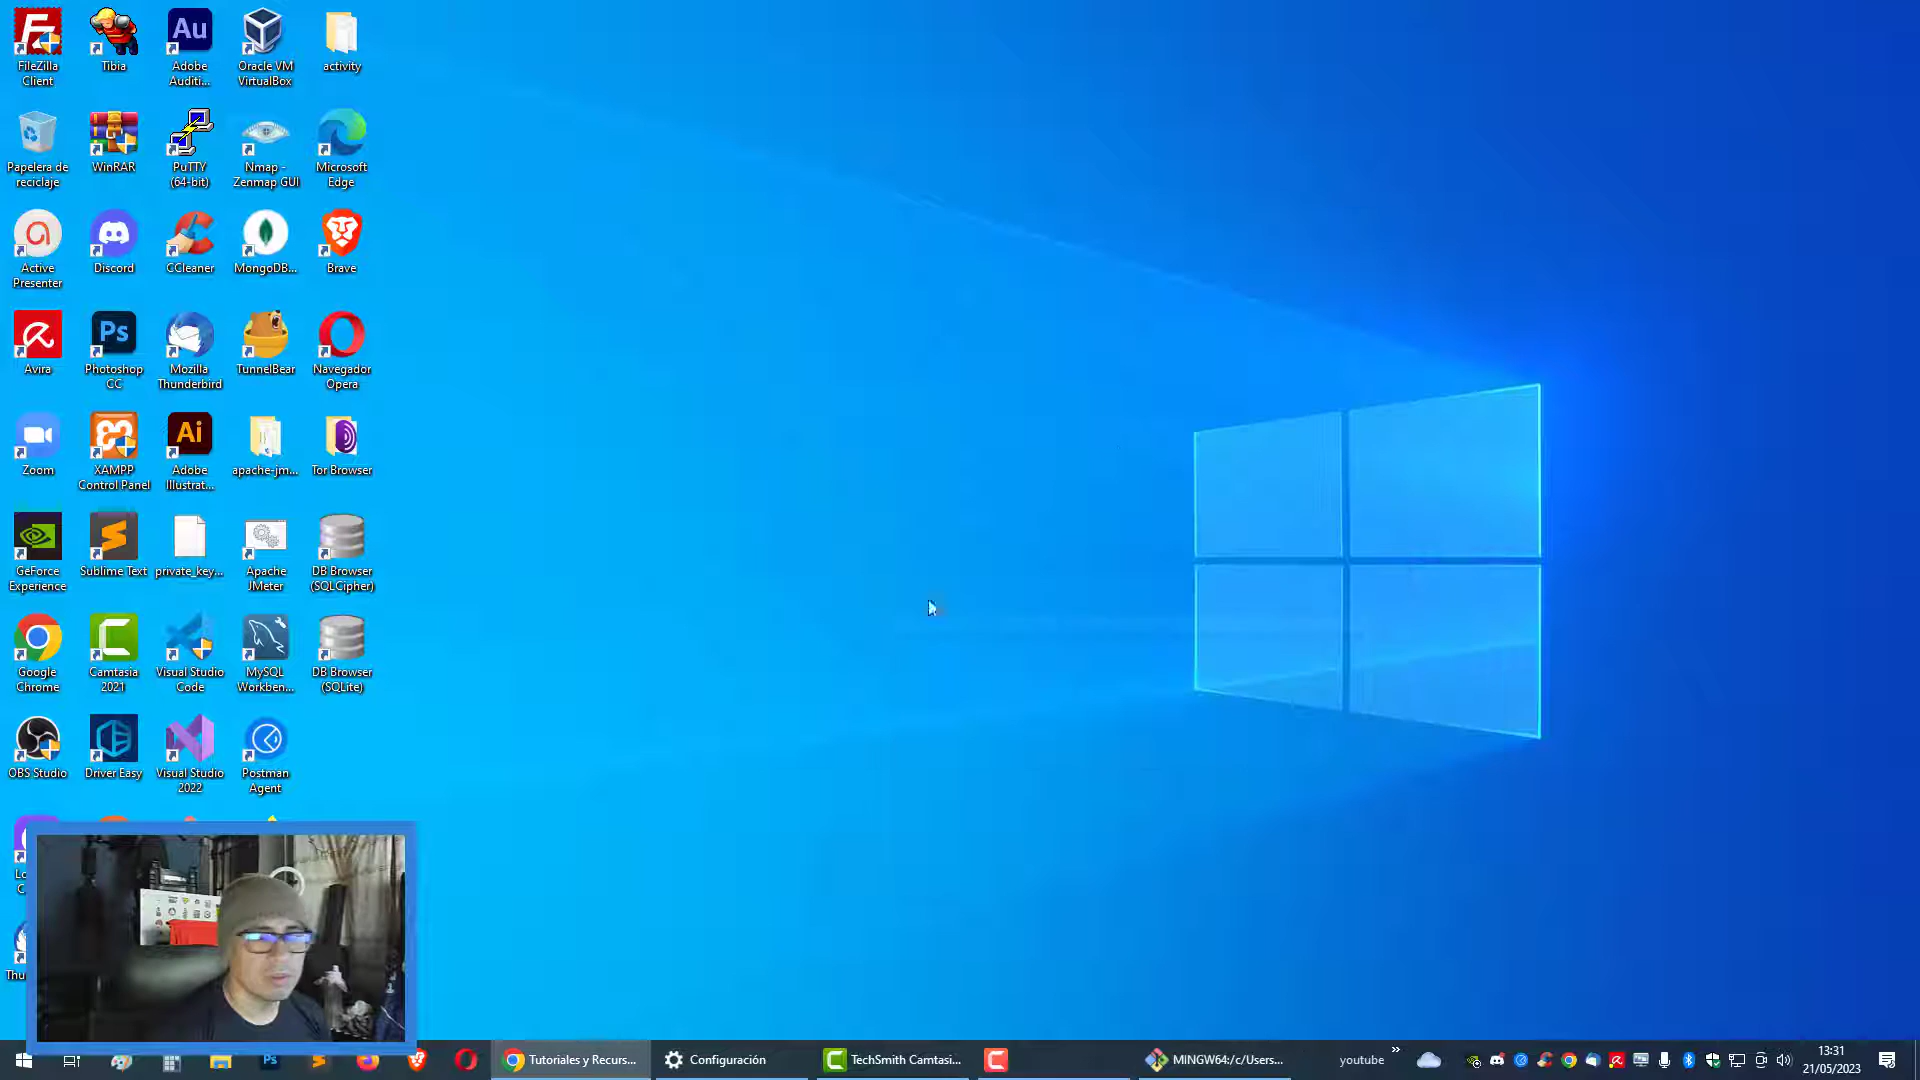 FileZilla
Client
Tibia
Au
Adobe
Auditi...
Oracle VM
VirtualBox
activity
Papelera de
reciclaje
WinRAR
PuTTY
(64-bit)
Nmap -
Zenmap GUI
Microsoft
Edge
Active
Presenter
Discord
CCleaner
MongoDB...
Brave
Avira
Ps
Photoshop
CC
Mozilla
Thunderbird
TunnelBear
Navegador
Opera
Zoom
XAMPP
Control Panel
Ai
Adobe
Illustrat...
apache-jm...
Tor Browser
GeForce
Experience
Sublime Text
private_key...
Apache
JMeter
DB Browser
(SQLCipher)
Google
Chrome
Camtasia
2021
Visual Studio
Code
MySQL
Workben...
DB Browser
(SQLite)
OBS Studio
Driver Easy
Visual Studio
2022
Postman
Agent
Ps
Tutoriales y Recurs...
Configuración
TechSmith Camtasi...
MINGW64:/c/Users...
youtube
13:31
21/05/2023